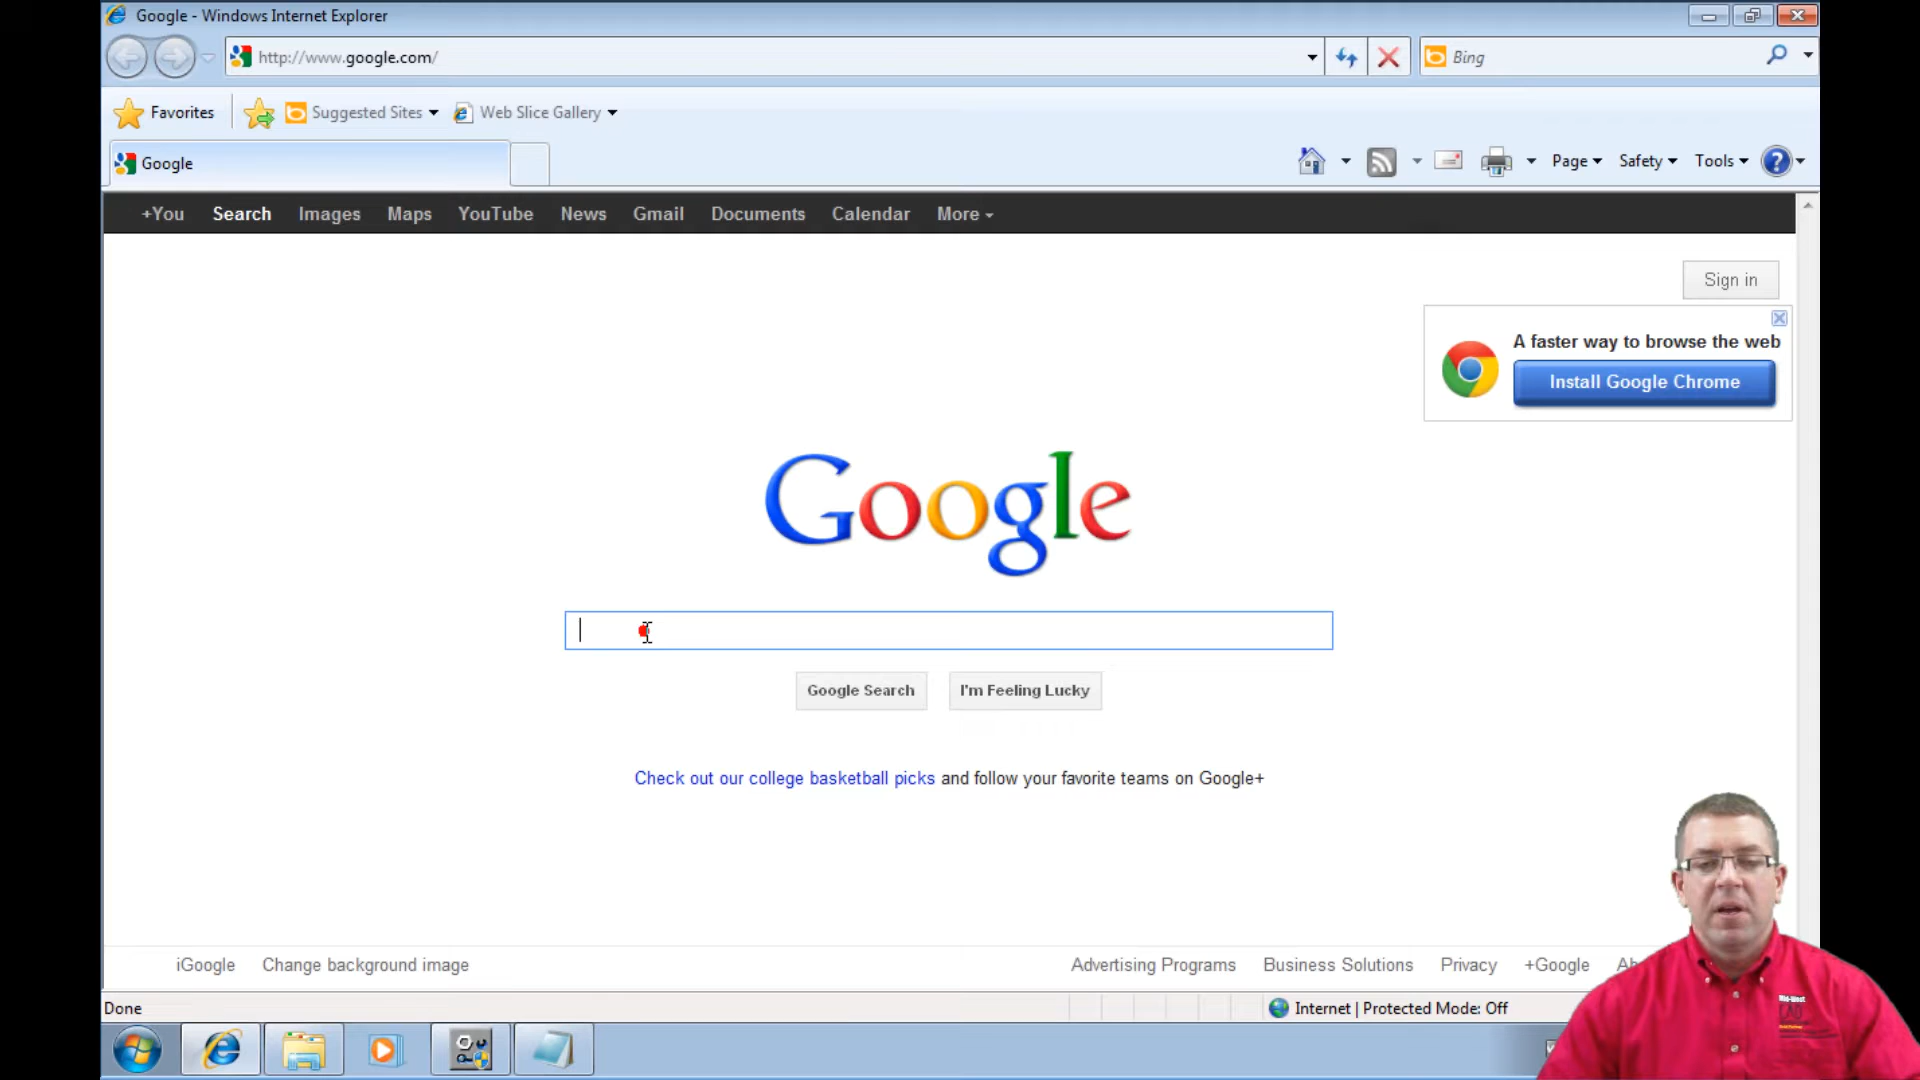 Google - Windows Internet Explorer
http://www.google.com/
Bing
Favorites
Suggested Sites
Web Slice Gallery
Google
Page
Safety
Tools
+You Search Images Maps YouTube News Gmail Documents Calendar More
Sign in
A faster way to browse the web
Install Google Chrome
Google
Google Search
I'm Feeling Lucky
Check out our college basketball picks and follow your favorite teams on Google+
iGoogle Change background image
Advertising Programs Business Solutions Privacy +Google
Done
Internet | Protected Mode: Off
Mid-West
CAD